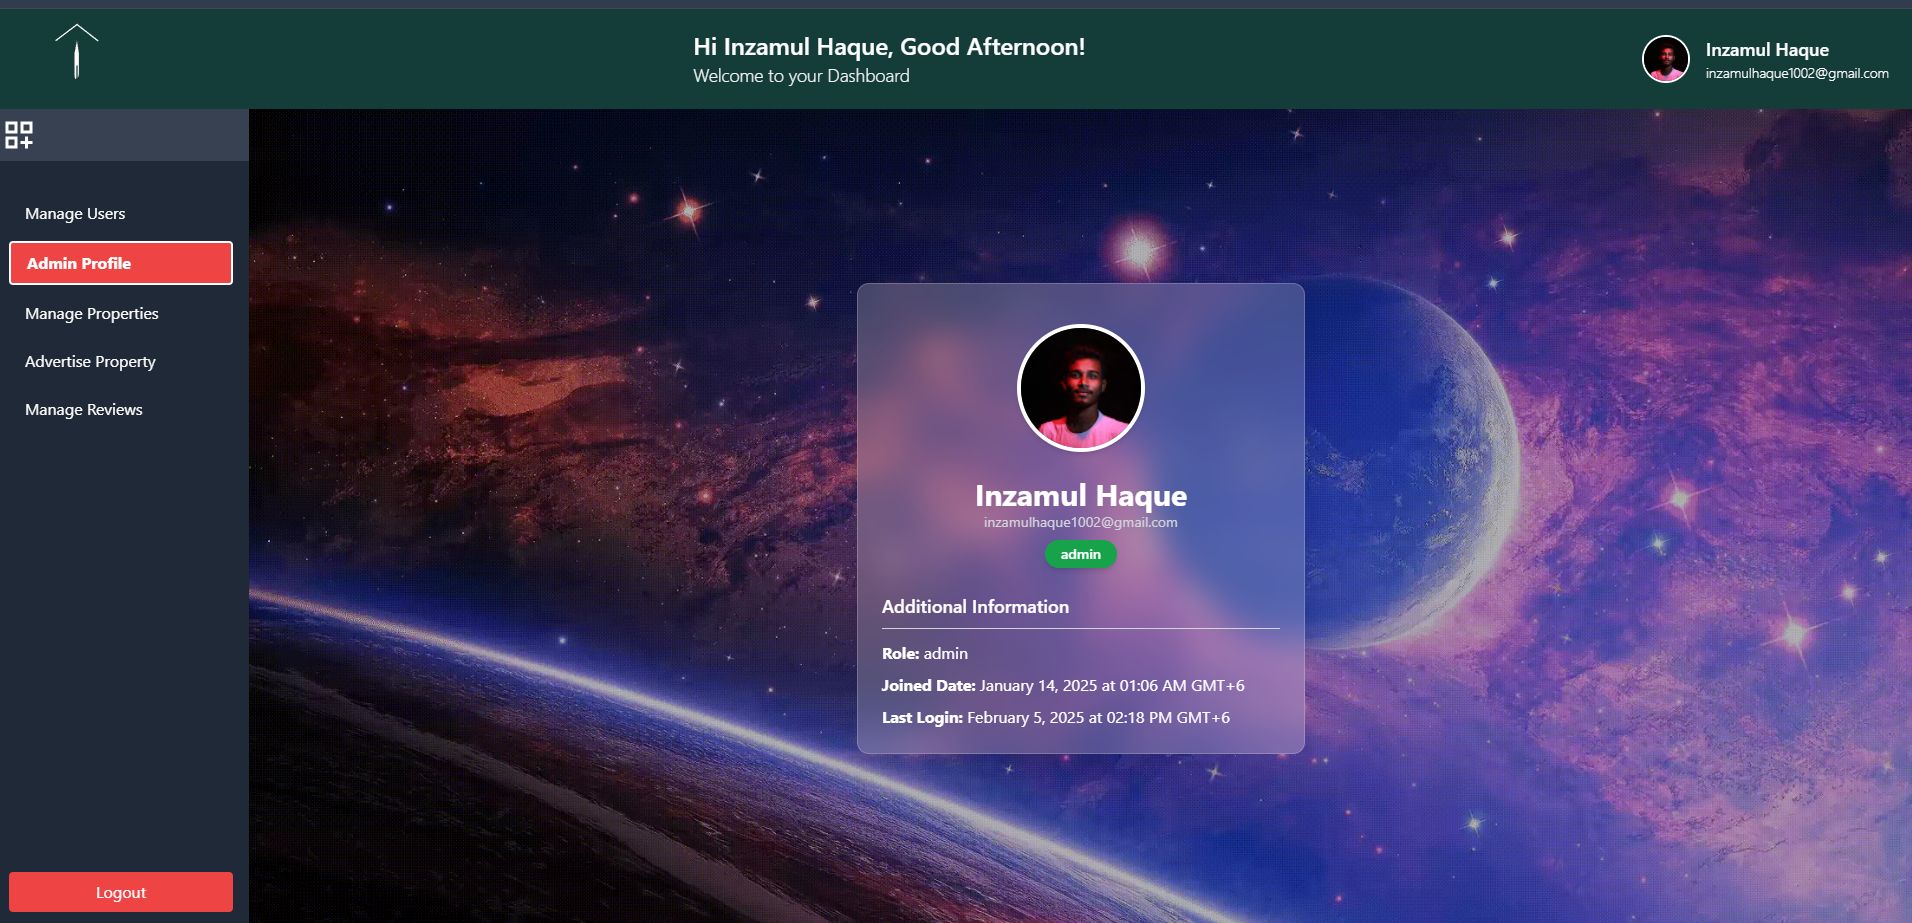 Hi Inzamul Haque, Good Afternoon!
Welcome to your Dashboard
Inzamul Haque
inzamulhaque1002@gmail.com
Manage Users
Admin Profile
Manage Properties
Advertise Property
Manage Reviews
Logout
Inzamul Haque
inzamulhaque1002@gmail.com
admin
Additional Information
Role: admin
Joined Date: January 14, 2025 at 01:06 AM GMT+6
Last Login: February 5, 2025 at 02:18 PM GMT+6